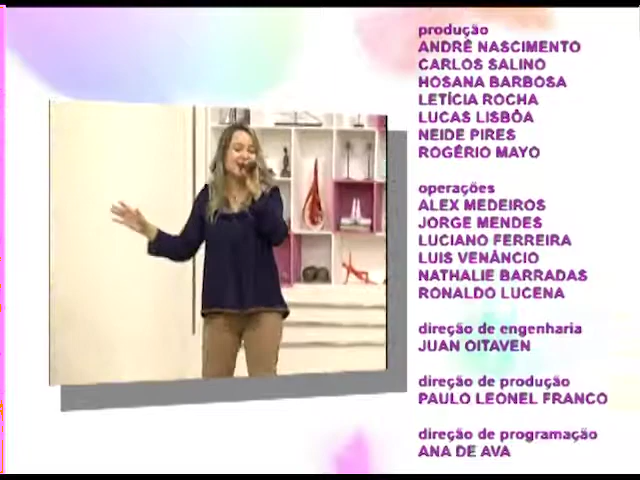 produção
ANDRÉ NASCIMENTO
CARLOS SALINO
HOSANA BARBOSA
LETÍCIA ROCHA
LUCAS LISBÔA
NEIDE PIRES
ROGÉRIO MAYO
operações
ALEX MEDEIROS
JORGE MENDES
LUCIANO FERREIRA
LUIS VENÂNCIO
NATHALIE BARRADAS
RONALDO LUCENA
direção de engenharia
JUAN OITAVEN
direção de produção
PAULO LEONEL FRANCO
direção de programação
ANA DE AVA